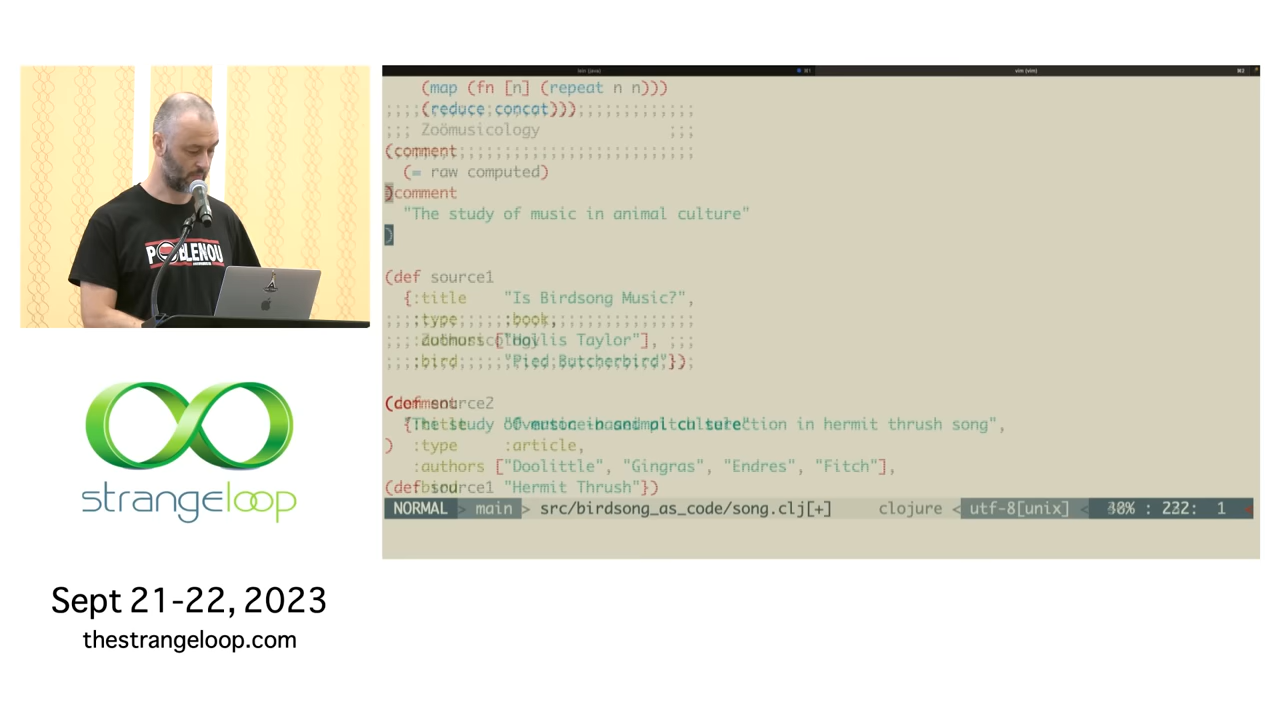 POBLENOU
strangeloop
Sept 21-22, 2023
thestrangeloop.com
(map (fn [n] (repeat n n)))
(reduce concat)))
;;; Zoömusicology ;;;
(comment
(= raw computed)
)comment
"The study of music in animal culture"
)
(def source1
{:title "Is Birdsong Music?",
:type :book,
:authors ["Hollis Taylor"],
:bird "Pied Butcherbird"})
(def source2
:type :article,
:authors ["Doolittle", "Gingras", "Endres", "Fitch"],
:bird "Hermit Thrush"})
NORMAL > main > src/birdsong_as_code/song.clj[+] clojure < utf-8[unix] < : 1